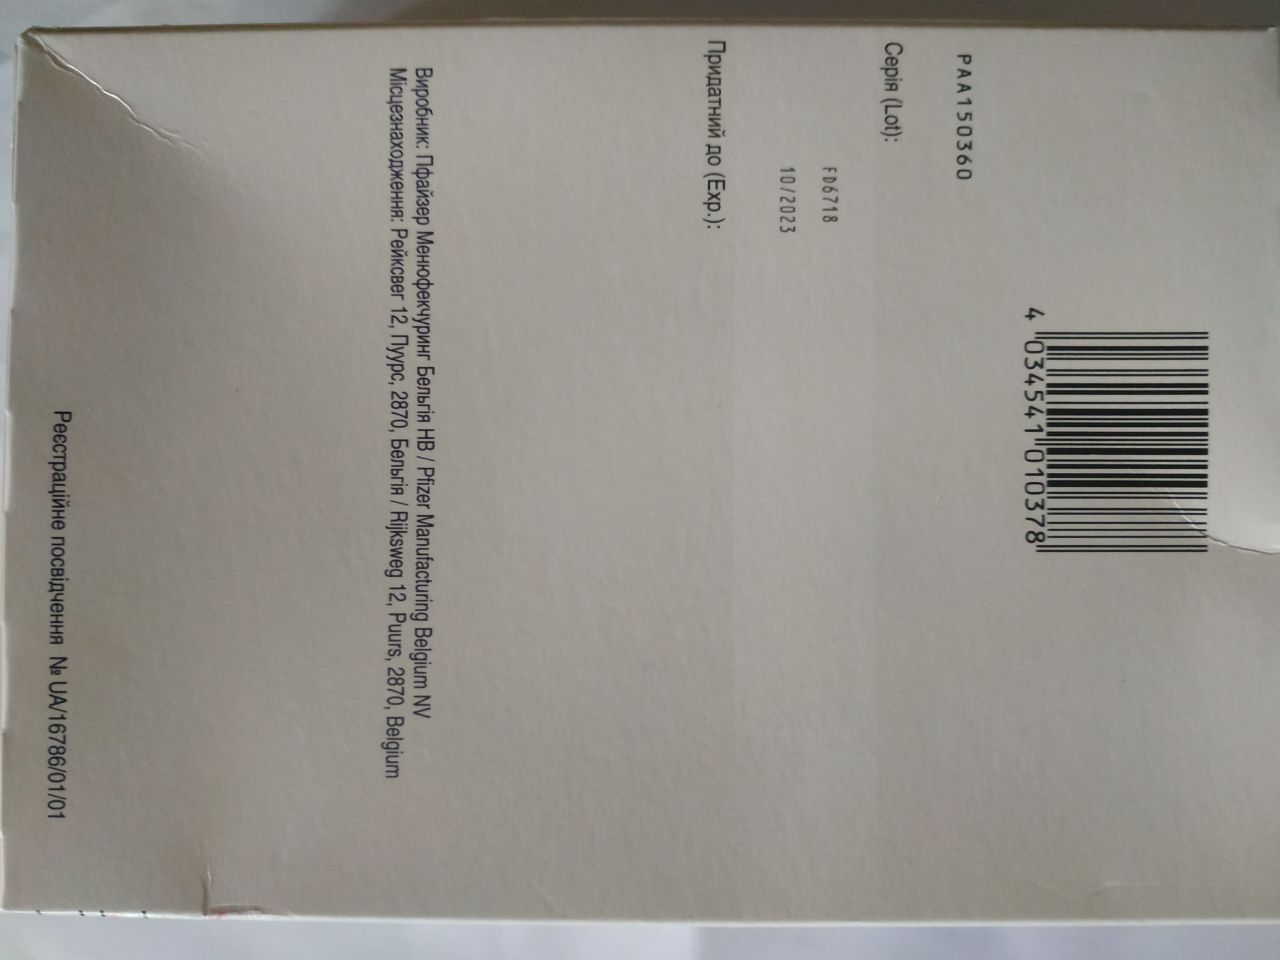 4 034541 010378
PAA150360
Серія (Lot):
FD6718
10/2023
Придатний до (Exp.):
Виробник: Пфайзер Менюфекчуринг Бельгія НВ / Pfizer Manufacturing Belgium NV
Місцезнаходження: Рейксвег 12, Пуурс, 2870, Бельгія / Rijksweg 12, Puurs, 2870, Belgium
Реєстраційне посвідчення № UA/16786/01/01